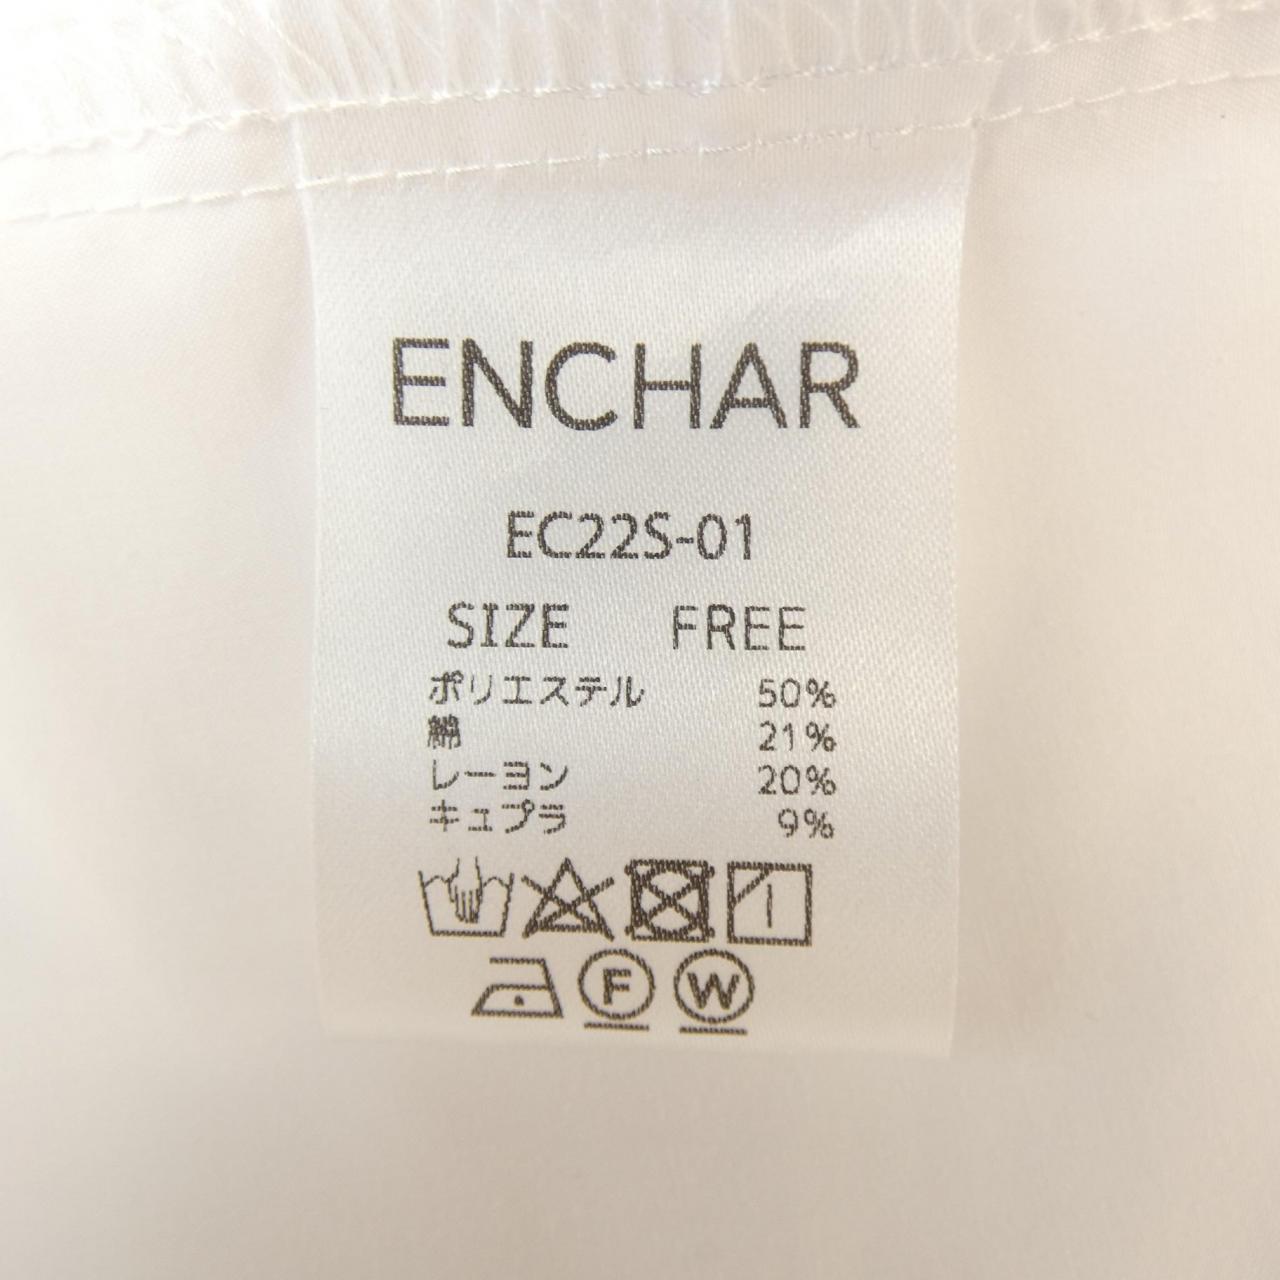 ENCHAR
EC22S-01
SIZE FREE
ポリエステル 50%
綿 21%
レーヨン 20%
キュプラ 9%
F W